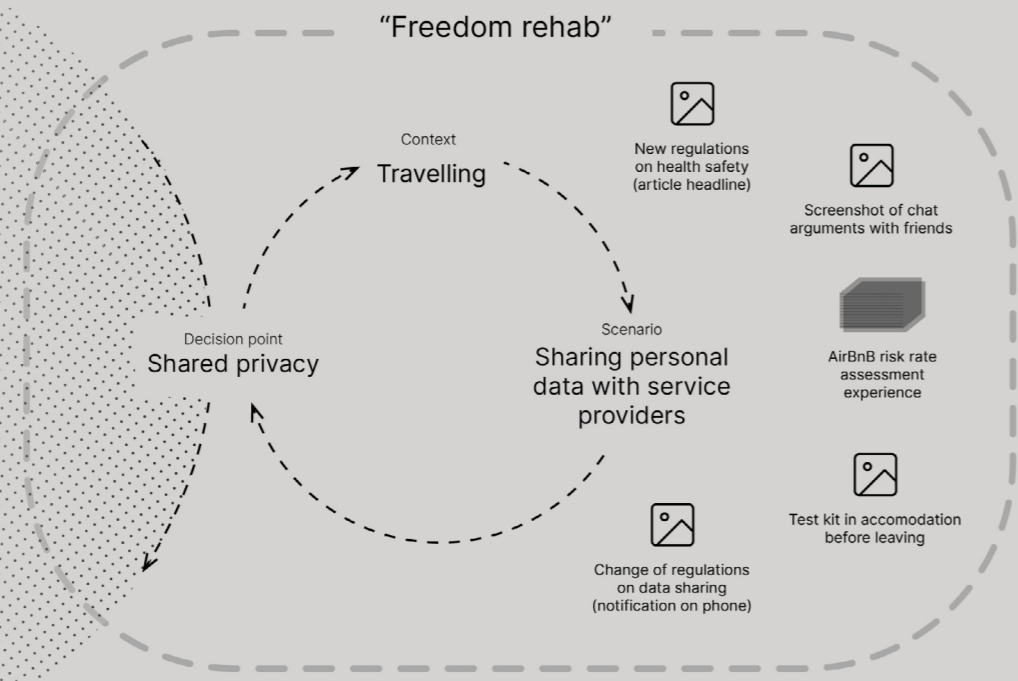 “Freedom rehab”
Context
Travelling
Decision point
Shared privacy
Scenario
Sharing personal
data with service
providers
New regulations
on health safety
(article headline)
Screenshot of chat
arguments with friends
AirBnB risk rate
assessment
experience
Test kit in accomodation
before leaving
Change of regulations
on data sharing
(notification on phone)